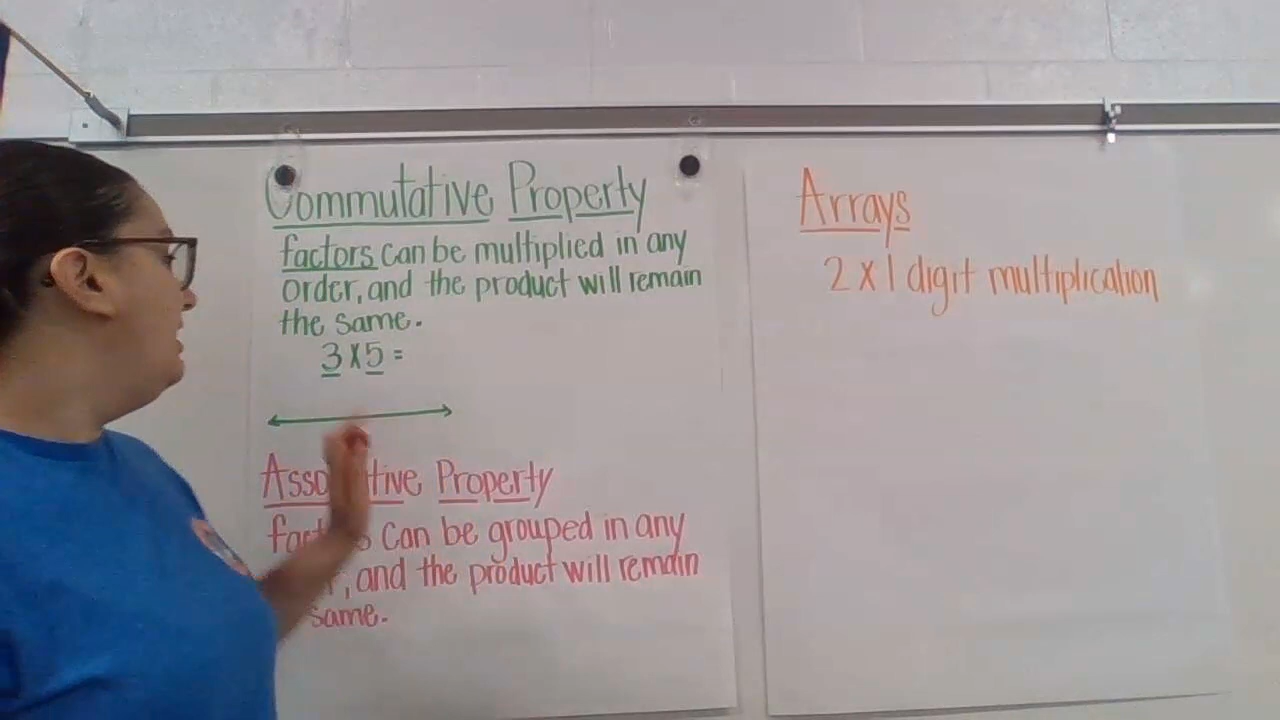 Commutative Property
factors can be multiplied in any
order, and the product will remain
the same.
3 x 5 =
Property
can be grouped in any
, and the product will remain
same.
Arrays
2 x 1 digit multiplication